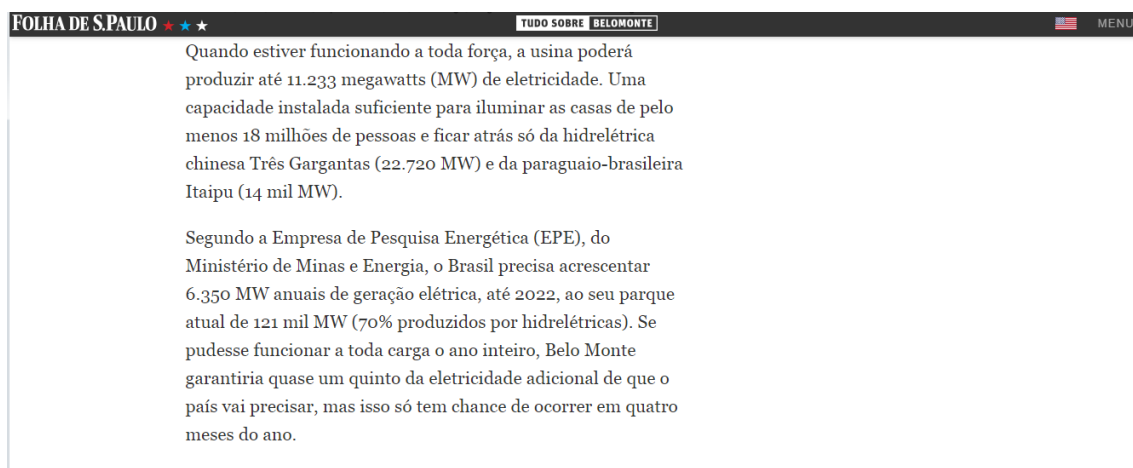 FOLHA DE S.PAULO
TUDO SOBRE BELOMONTE
MENU
Quando estiver funcionando a toda força, a usina poderá
produzir até 11.233 megawatts (MW) de eletricidade. Uma
capacidade instalada suficiente para iluminar as casas de pelo
menos 18 milhões de pessoas e ficar atrás só da hidrelétrica
chinesa Três Gargantas (22.720 MW) e da paraguaio-brasileira
Itaipu (14 mil MW).
Segundo a Empresa de Pesquisa Energética (EPE), do
Ministério de Minas e Energia, o Brasil precisa acrescentar
6.350 MW anuais de geração elétrica, até 2022, ao seu parque
atual de 121 mil MW (70% produzidos por hidrelétricas). Se
pudesse funcionar a toda carga o ano inteiro, Belo Monte
garantiria quase um quinto da eletricidade adicional de que o
país vai precisar, mas isso só tem chance de ocorrer em quatro
meses do ano.